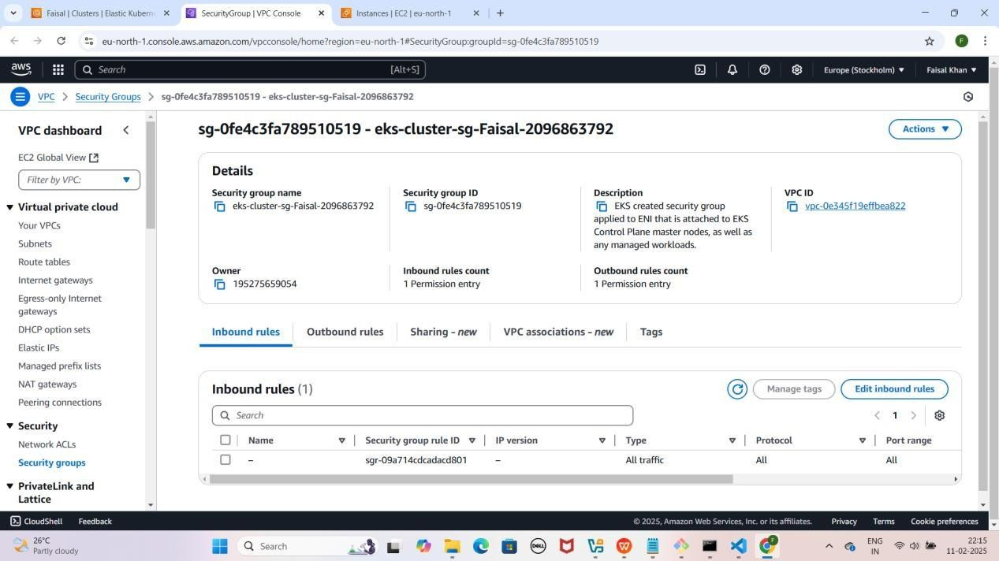 Faisal | Clusters | Elastic Kubern
SecurityGroup | VPC Console
Instances | EC2 | eu-north-1
eu-north-1.console.aws.amazon.com/vpcconsole/home?region=eu-north-1#SecurityGroup:groupId=sg-0fe4c3fa789510519
F
aws
Search
[Alt+S]
Europe (Stockholm)
Faisal Khan
VPC
Security Groups
sg-0fe4c3fa789510519 - eks-cluster-sg-Faisal-2096863792
VPC dashboard
EC2 Global View
Filter by VPC:
Virtual private cloud
Your VPCs
Subnets
Route tables
Internet gateways
Egress-only Internet
gateways
DHCP option sets
Elastic IPs
Managed prefix lists
NAT gateways
Peering connections
Security
Network ACLs
Security groups
PrivateLink and
Lattice
sg-0fe4c3fa789510519 - eks-cluster-sg-Faisal-2096863792
Actions
Details
Security group name
eks-cluster-sg-Faisal-2096863792
Security group ID
sg-0fe4c3fa789510519
Description
EKS created security group
applied to ENI that is attached to EKS
Control Plane master nodes, as well as
any managed workloads.
VPC ID
vpc-0e345f19effbea822
Owner
195275659054
Inbound rules count
1 Permission entry
Outbound rules count
1 Permission entry
Inbound rules
Outbound rules
Sharing - new
VPC associations - new
Tags
Inbound rules (1)
Manage tags
Edit inbound rules
Search
1
Name
Security group rule ID
IP version
Type
Protocol
Port range
–
sgr-09a714cdcadacd801
–
All traffic
All
All
CloudShell
Feedback
© 2025, Amazon Web Services, Inc. or its affiliates.
Privacy
Terms
Cookie preferences
26°C
Partly cloudy
Search
DELL
F
ENG
IN
22:15
11-02-2025